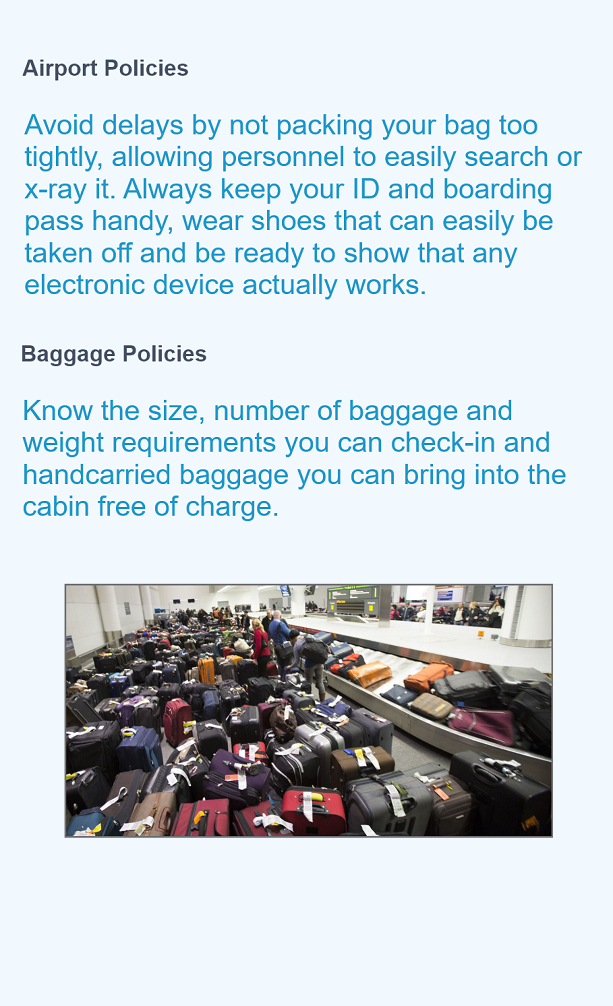 Airport Policies
Avoid delays by not packing your bag too
tightly, allowing personnel to easily search or
x-ray it. Always keep your ID and boarding
pass handy, wear shoes that can easily be
taken off and be ready to show that any
electronic device actually works.
Baggage Policies
Know the size, number of baggage and
weight requirements you can check-in and
handcarried baggage you can bring into the
cabin free of charge.